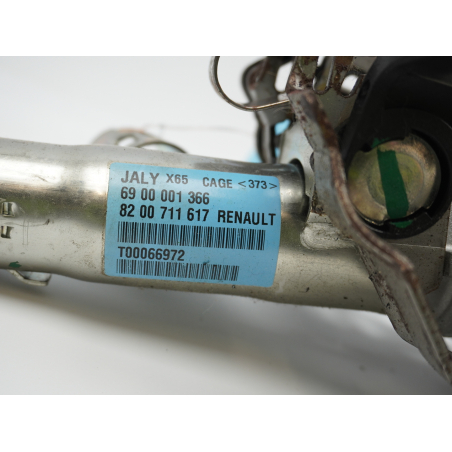 JALY X65 CAGE <373>
69 00 001 366
82 00 711 617 RENAULT
T00066972